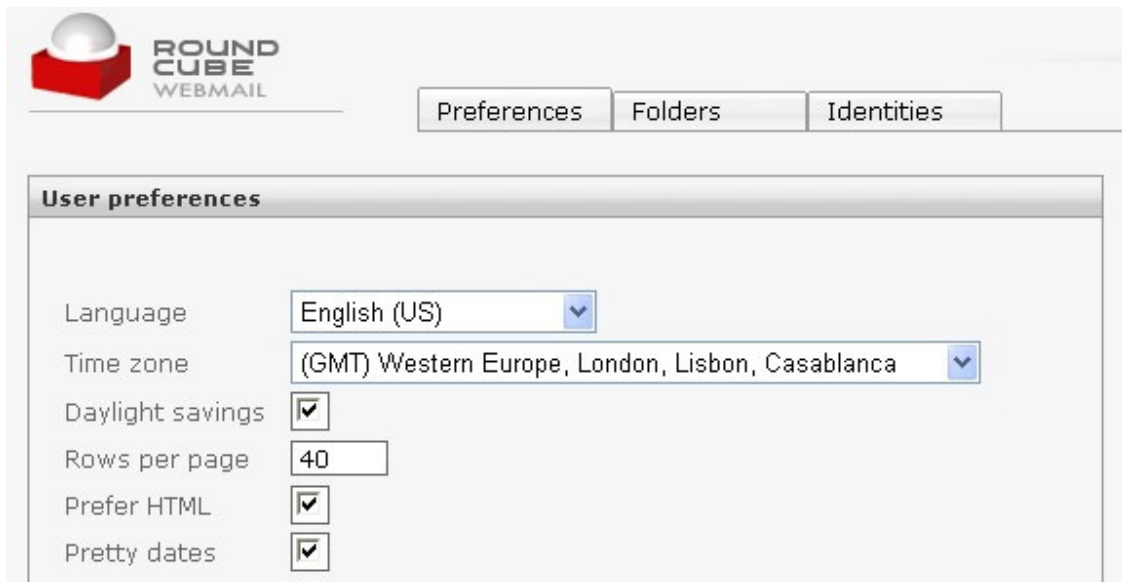 ROUND
CUBE
WEBMAIL
Preferences Folders Identities
User preferences
Language English (US)
Time zone (GMT) Western Europe, London, Lisbon, Casablanca
Daylight savings
Rows per page 40
Prefer HTML
Pretty dates